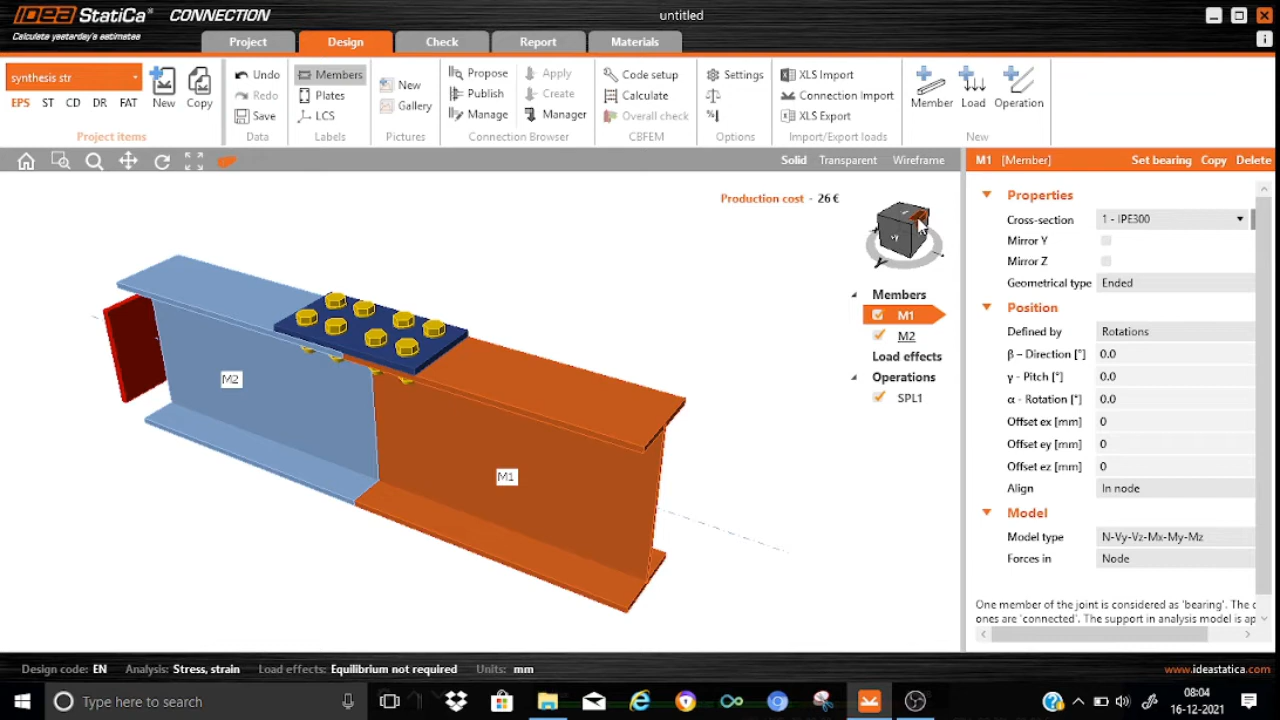 IDEA StatiCa® CONNECTION
Calculate yesterday's estimates
untitled
Project Design Check Report Materials
synthesis str
EPS ST CD DR FAT
New Copy
Project items
Undo
Redo
Save
Data
Members
Plates
LCS
Labels
New
Gallery
Pictures
Propose
Publish
Manage
Apply
Create
Manager
Connection Browser
Code setup
Calculate
Overall check
CBFEM
Settings
Options
XLS Import
Connection Import
XLS Export
Import/Export loads
Member Load Operation
New
Solid Transparent Wireframe
M1 [Member] Set bearing Copy Delete
Production cost - 26 €
Members
M1
M2
Load effects
Operations
SPL1
M2
M1
Properties
Cross-section 1 - IPE300
Mirror Y
Mirror Z
Geometrical type Ended
Position
Defined by Rotations
β – Direction [°] 0.0
γ - Pitch [°] 0.0
α - Rotation [°] 0.0
Offset ex [mm] 0
Offset ey [mm] 0
Offset ez [mm] 0
Align In node
Model
Model type N-Vy-Vz-Mx-My-Mz
Forces in Node
One member of the joint is considered as 'bearing'. The
ones are 'connected'. The support in analysis model is ap
Design code: EN Analysis: Stress, strain Load effects: Equilibrium not required Units: mm
www.ideastatica.com
Type here to search
08:04
16-12-2021